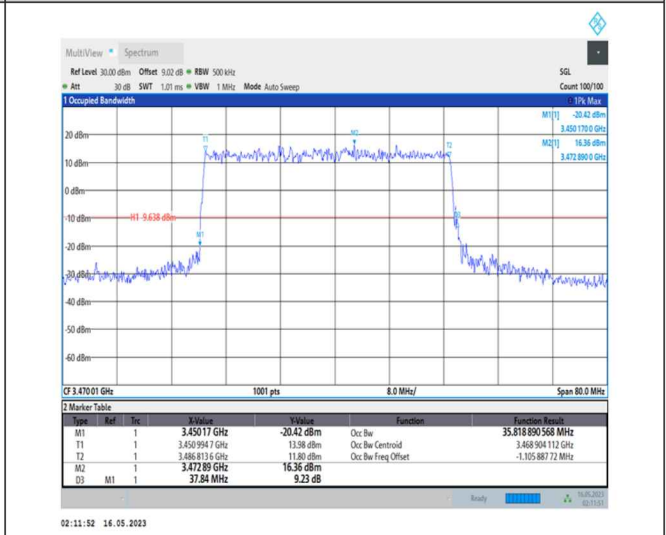 MultiView Spectrum
Ref Level 30.00 dBm Offset 9.02 dB RBW 500 kHz SGL
Att 30 dB SWT 1.01 ms VBW 1 MHz Mode Auto Sweep Count 100/100
1 Occupied Bandwidth 1Pk Max
M1[1] -20.42 dBm
3.450 170 0 GHz
M2[1] 16.36 dBm
3.472 890 0 GHz
20 dBm
T1
M2
T2
10 dBm
0 dBm
-10 dBm
H1 -9.638 dBm
M1
-20 dBm
-30 dBm
-40 dBm
-50 dBm
-60 dBm
CF 3.470 01 GHz 1001 pts 8.0 MHz/ Span 80.0 MHz
2 Marker Table
Type Ref Trc X-Value Y-Value Function Function Result
M1 1 3.450 17 GHz -20.42 dBm Occ Bw 35.818 890 568 MHz
T1 1 3.450 994 7 GHz 13.98 dBm Occ Bw Centroid 3.468 904 112 GHz
T2 1 3.486 813 6 GHz 11.80 dBm Occ Bw Freq Offset -1.105 887 72 MHz
M2 1 3.472 89 GHz 16.36 dBm
D3 M1 1 37.84 MHz 9.23 dB
Ready 16.05.2023
02:11:51
02:11:52 16.05.2023